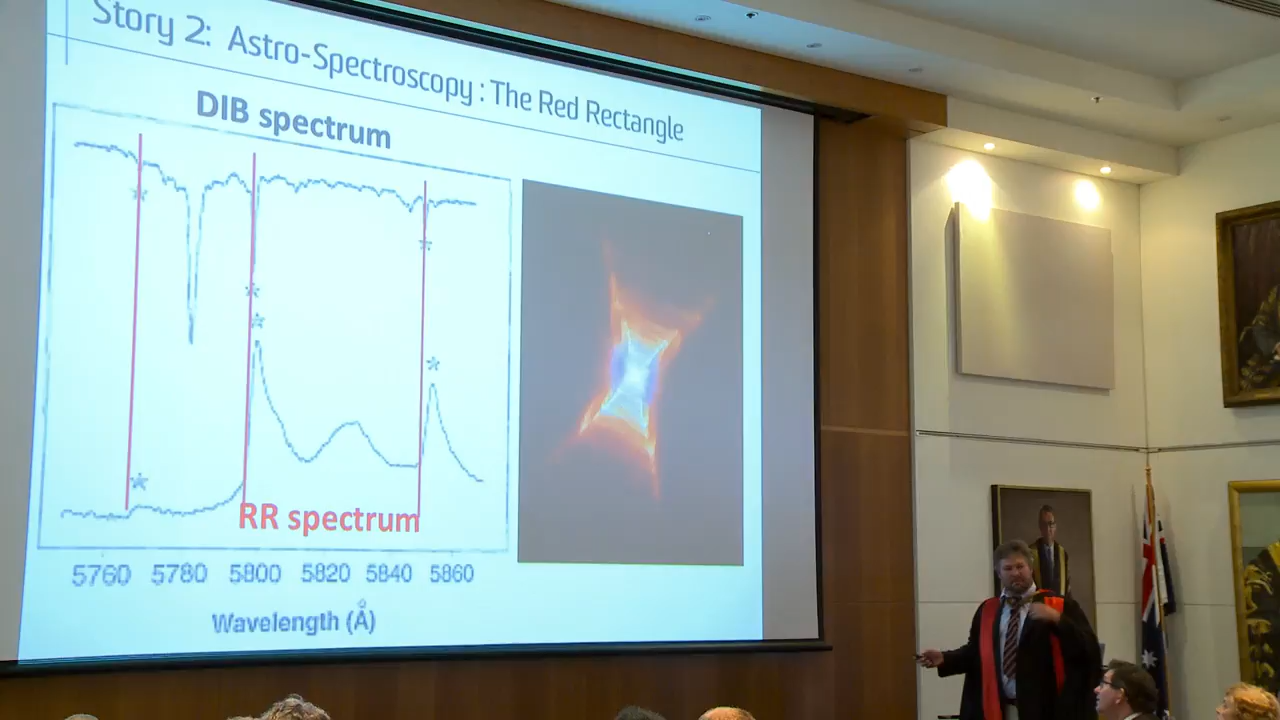 Story 2: Astro-Spectroscopy : The Red Rectangle
DIB spectrum
*
*
*
*
*
*
RR spectrum
5760 5780 5800 5820 5840 5860
Wavelength (Å)